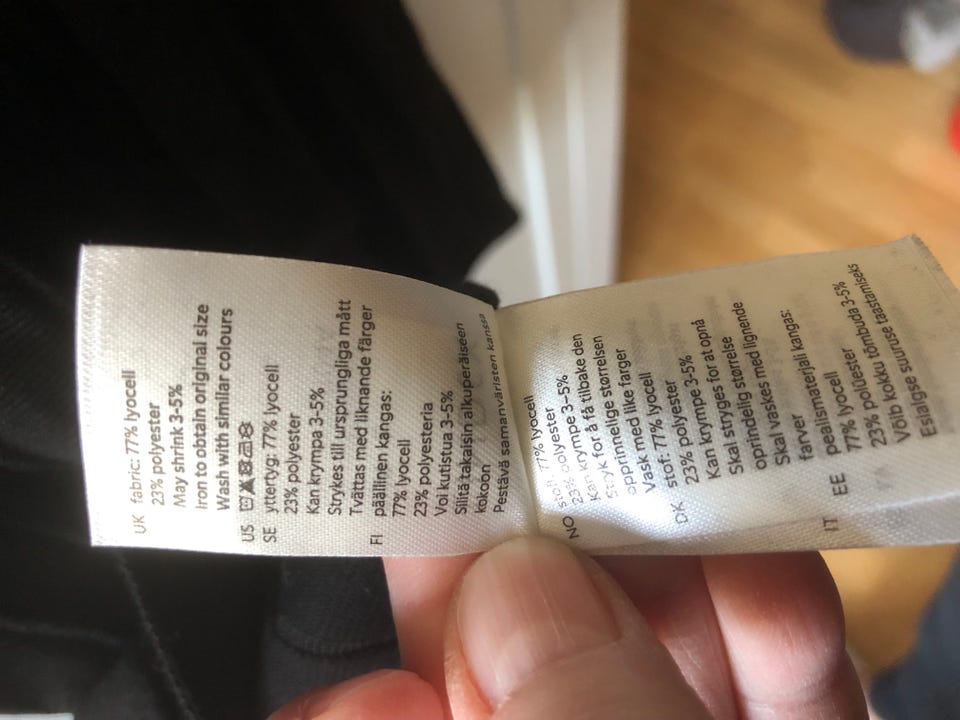 UK fabric: 77% lyocell
23% polyester
May shrink 3-5%
Iron to obtain original size
Wash with similar colours
US
SE yttertyg: 77% lyocell
23% polyester
Kan krympa 3-5%
Strykes till ursprungliga mått
Tvättas med liknande färger
FI päällinen kangas:
77% lyocell
23% polyesteria
Voi kutistua 3-5%
Silitä takaisin alkuperäiseen
kokoon
Pestävä samanväristen kanssa
NO stoff: 77% lyocell
23% polyester
Kan krympe 3–5%
Stryk for å få tilbake den
opprinnelige størrelsen
Vask med like farger
DK stof: 77% lyocell
23% polyester
Kan krympe 3-5%
Skal stryges for at opnå
oprindelig størrelse
Skal vaskes med lignende
farver
EE pealismaterjali kangas:
77% lyocell
23% polüester
Võib kokku tõmbuda 3-5%
Esialgse suuruse taastamiseks
IT